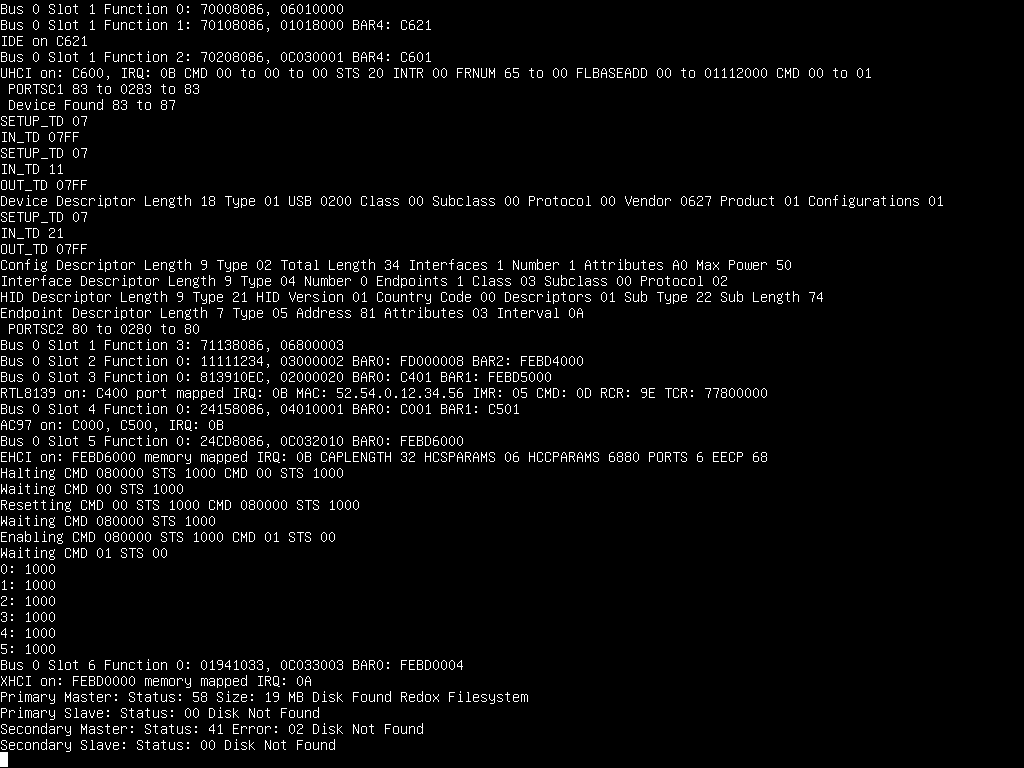 Bus 0 Slot 1 Function 0: 70008086, 06010000
Bus 0 Slot 1 Function 1: 70108086, 01018000 BAR4: C621
IDE on C621
Bus 0 Slot 1 Function 2: 70208086, 0C030001 BAR4: C601
UHCI on: C600, IRQ: 0B CMD 00 to 00 to 00 STS 20 INTR 00 FRNUM 65 to 00 FLBASEADD 00 to 01112000 CMD 00 to 01
PORTSC1 83 to 0283 to 83
Device Found 83 to 87
SETUP_TD 07
IN_TD 07FF
SETUP_TD 07
IN_TD 11
OUT_TD 07FF
Device Descriptor Length 18 Type 01 USB 0200 Class 00 Subclass 00 Protocol 00 Vendor 0627 Product 01 Configurations 01
SETUP_TD 07
IN_TD 21
OUT_TD 07FF
Config Descriptor Length 9 Type 02 Total Length 34 Interfaces 1 Number 1 Attributes A0 Max Power 50
Interface Descriptor Length 9 Type 04 Number 0 Endpoints 1 Class 03 Subclass 00 Protocol 02
HID Descriptor Length 9 Type 21 HID Version 01 Country Code 00 Descriptors 01 Sub Type 22 Sub Length 74
Endpoint Descriptor Length 7 Type 05 Address 81 Attributes 03 Interval 0A
PORTSC2 80 to 0280 to 80
Bus 0 Slot 1 Function 3: 71138086, 06800003
Bus 0 Slot 2 Function 0: 11111234, 03000002 BAR0: FD000008 BAR2: FEBD4000
Bus 0 Slot 3 Function 0: 813910EC, 02000020 BAR0: C401 BAR1: FEBD5000
RTL8139 on: C400 port mapped IRQ: 0B MAC: 52.54.0.12.34.56 IMR: 05 CMD: 0D RCR: 9E TCR: 77800000
Bus 0 Slot 4 Function 0: 24158086, 04010001 BAR0: C001 BAR1: C501
AC97 on: C000, C500, IRQ: 0B
Bus 0 Slot 5 Function 0: 24CD8086, 0C032010 BAR0: FEBD6000
EHCI on: FEBD6000 memory mapped IRQ: 0B CAPLENGTH 32 HCSPARAMS 06 HCCPARAMS 6880 PORTS 6 EECP 68
Halting CMD 080000 STS 1000 CMD 00 STS 1000
Waiting CMD 00 STS 1000
Resetting CMD 00 STS 1000 CMD 080000 STS 1000
Waiting CMD 080000 STS 1000
Enabling CMD 080000 STS 1000 CMD 01 STS 00
Waiting CMD 01 STS 00
0: 1000
1: 1000
2: 1000
3: 1000
4: 1000
5: 1000
Bus 0 Slot 6 Function 0: 01941033, 0C033003 BAR0: FEBD0004
XHCI on: FEBD0000 memory mapped IRQ: 0A
Primary Master: Status: 58 Size: 19 MB Disk Found Redox Filesystem
Primary Slave: Status: 00 Disk Not Found
Secondary Master: Status: 41 Error: 02 Disk Not Found
Secondary Slave: Status: 00 Disk Not Found